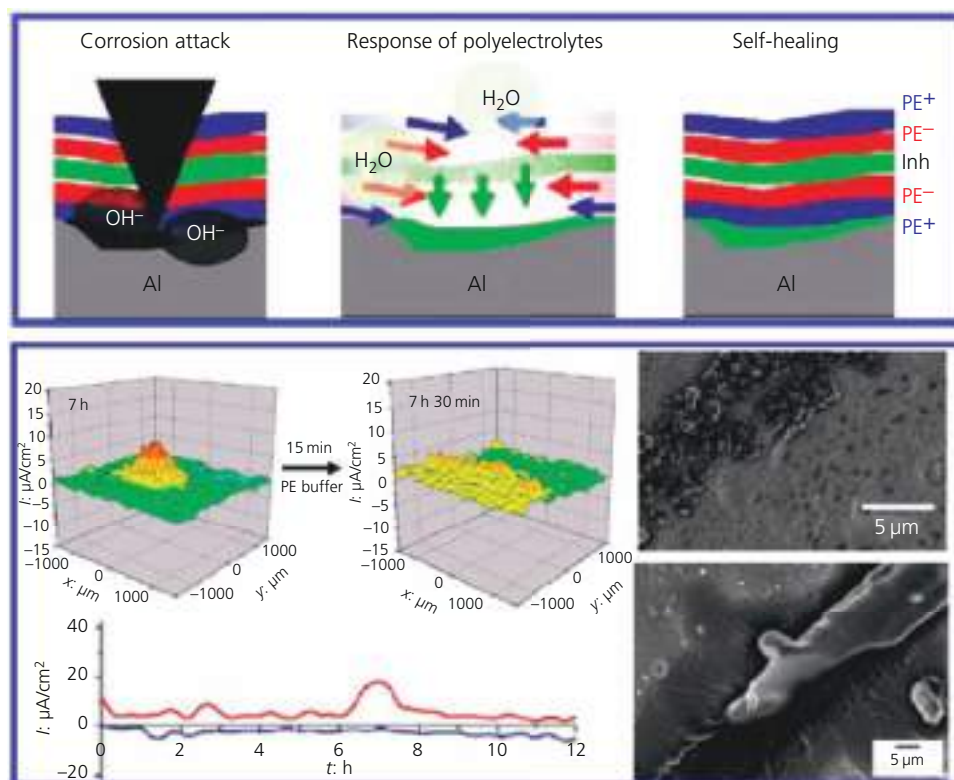 Corrosion attack
Response of polyelectrolytes
Self-healing
H₂O
H₂O
OH⁻
OH⁻
Al
Al
Al
PE⁺
PE⁻
Inh
PE⁻
PE⁺
20
15
10
5
0
−5
−10
−15
I: µA/cm²
7 h
−1000
0
1000
x: µm
−1000
0
1000
y: µm
15 min
PE buffer
20
15
10
5
0
−5
−10
−15
I: µA/cm²
7 h 30 min
−1000
0
1000
x: µm
−1000
0
1000
y: µm
5 µm
40
20
0
−20
I: µA/cm²
0 2 4 6 8 10 12
t: h
5 µm